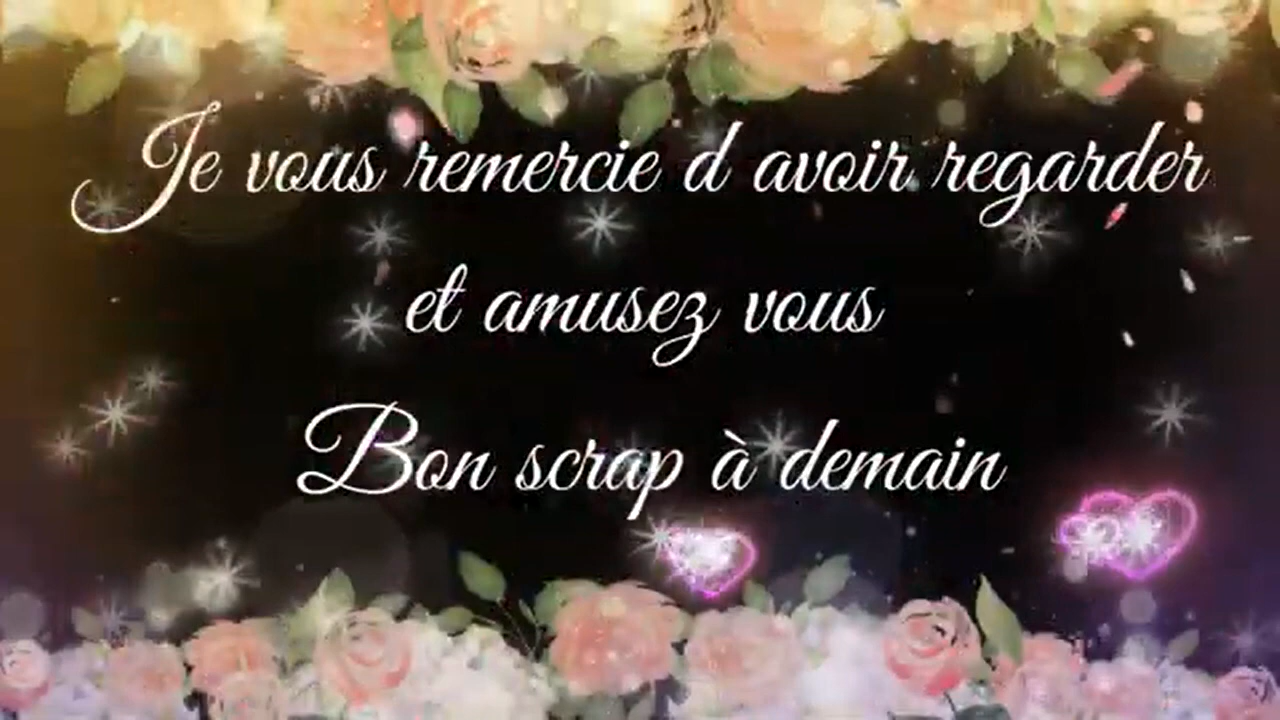 Je vous remercie d avoir regarder
et amusez vous
Bon scrap à demain